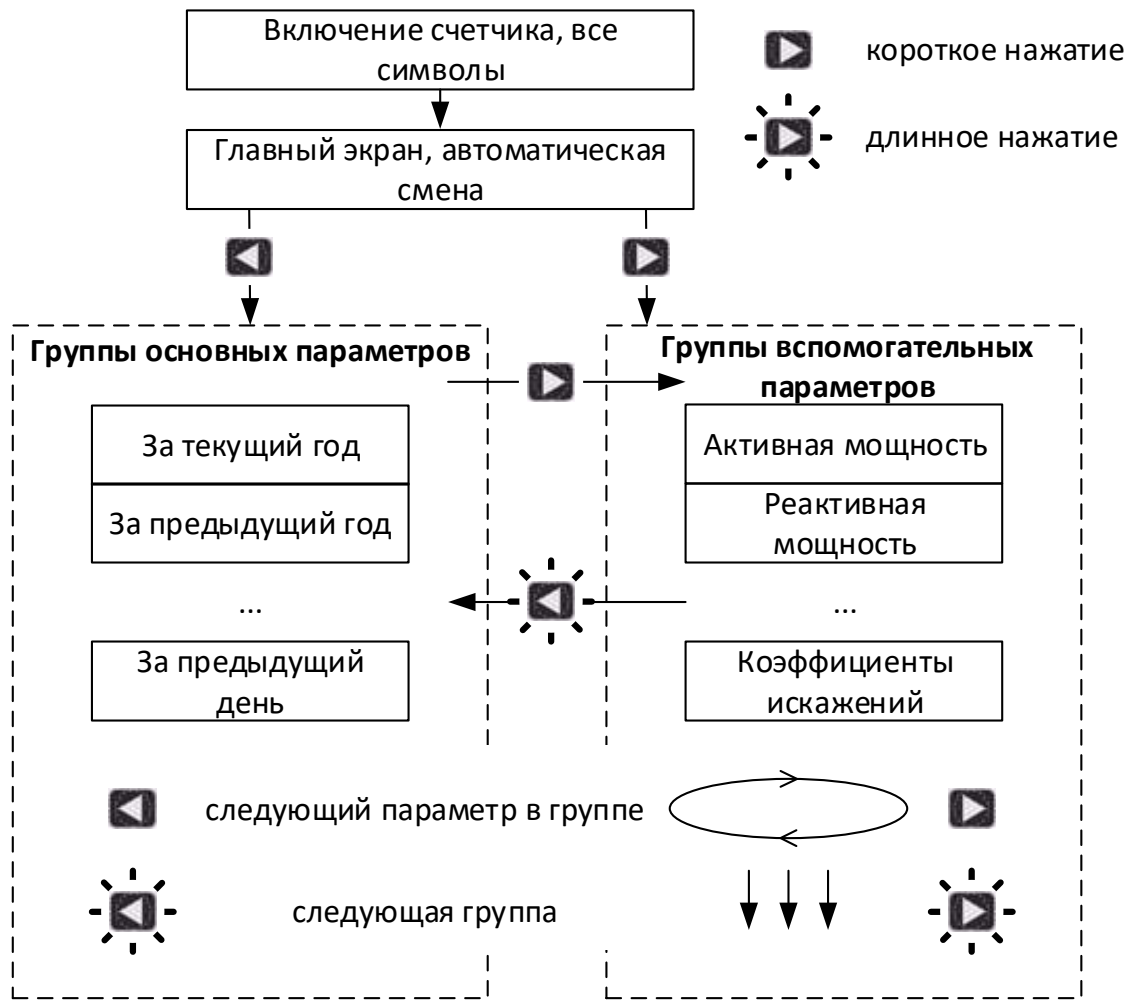 Включение счетчика, все
символы
короткое нажатие
длинное нажатие
Главный экран, автоматическая
смена
Группы основных параметров
Группы вспомогательных
параметров
За текущий год
За предыдущий год
...
За предыдущий
день
Активная мощность
Реактивная
мощность
...
Коэффициенты
искажений
следующий параметр в группе
следующая группа